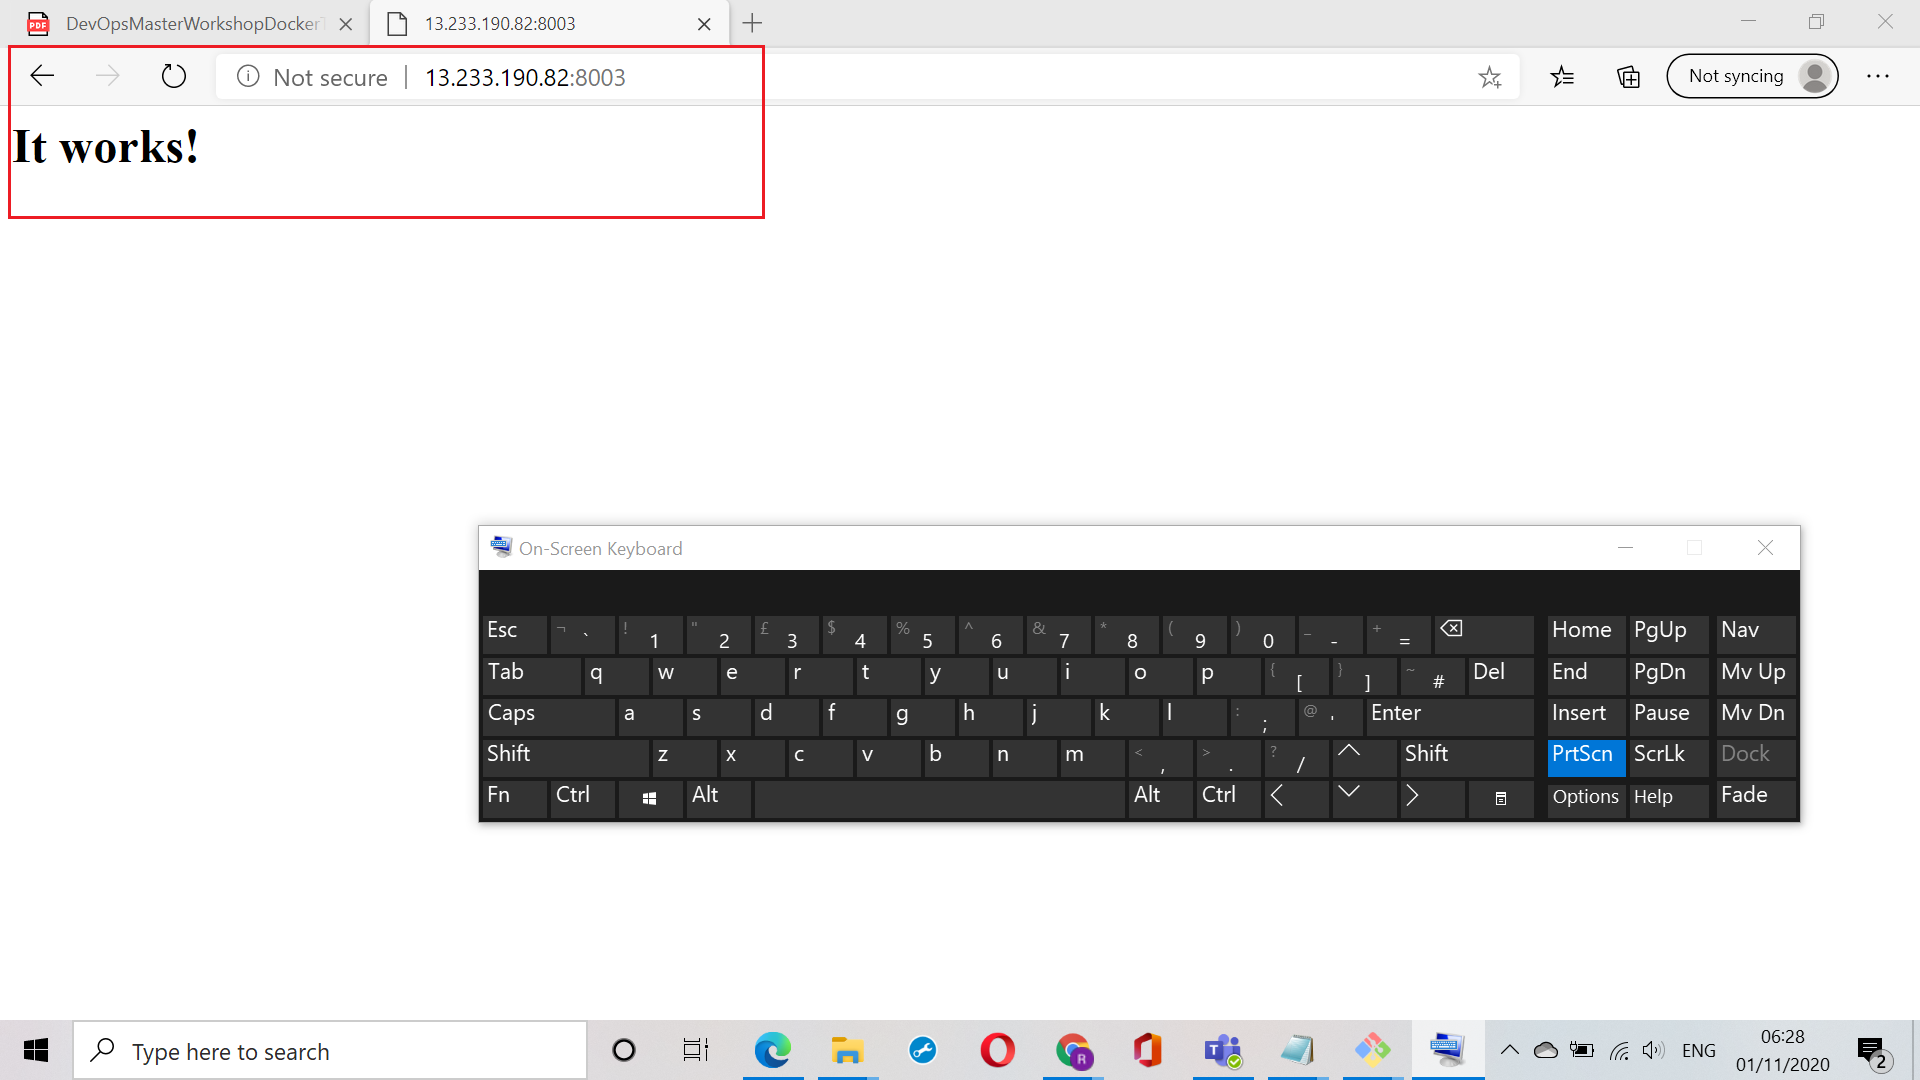 DevOpsMasterWorkshopDocker
13.233.190.82:8003
Not secure | 13.233.190.82:8003
Not syncing
It works!
On-Screen Keyboard
Esc ¬ ` ! 1 " 2 £ 3 $ 4 % 5 ^ 6 & 7 * 8 ( 9 ) 0 _ - + = Home PgUp Nav
Tab q w e r t y u i o p { [ } ] ~ # Del End PgDn Mv Up
Caps a s d f g h j k l : ; @ ' Enter Insert Pause Mv Dn
Shift z x c v b n m < , > . ? / Shift PrtScn ScrLk Dock
Fn Ctrl Alt Alt Ctrl Options Help Fade
Type here to search
R
ENG
06:28
01/11/2020
2